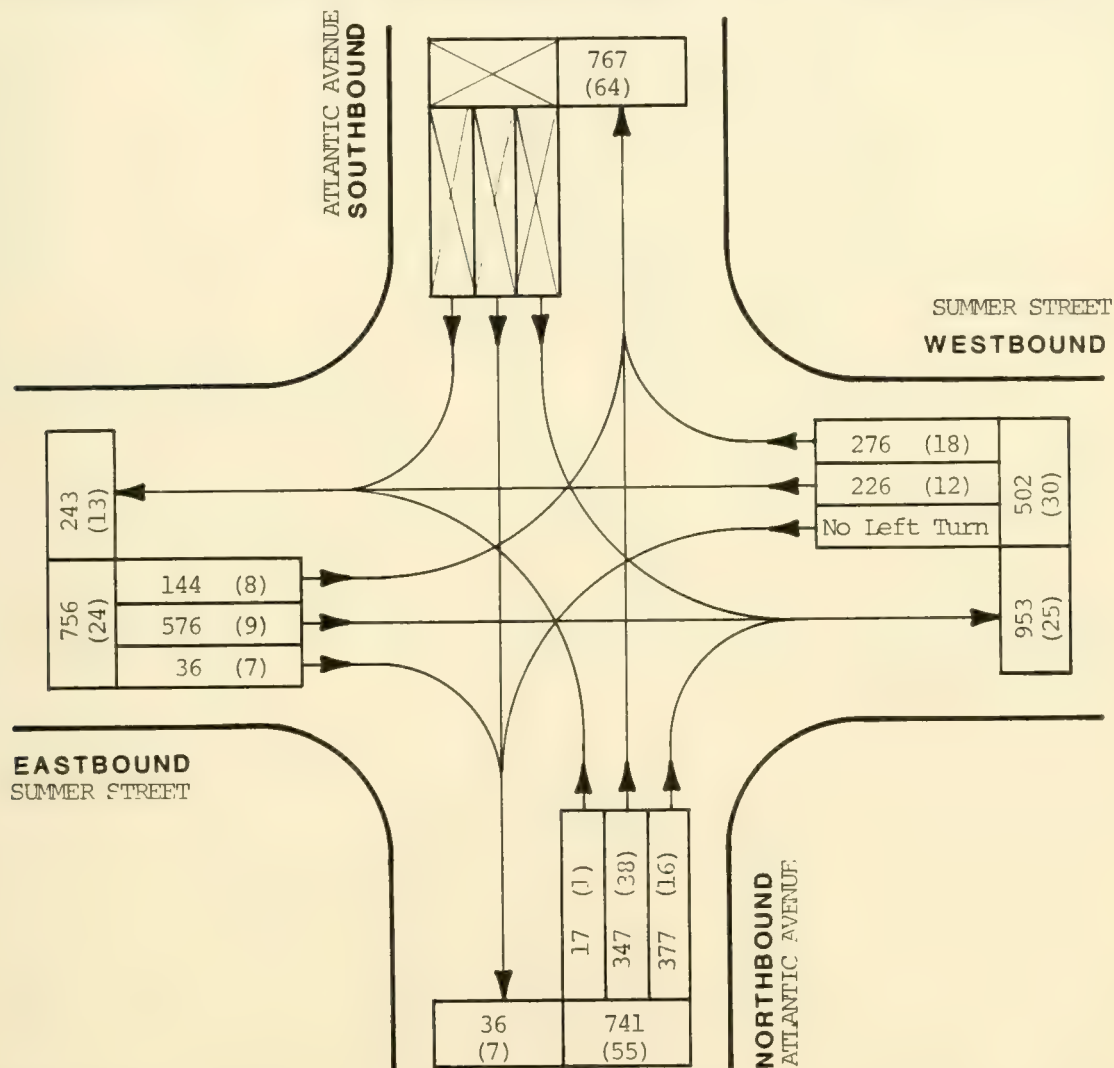 ATLANTIC AVENUE
SOUTHBOUND
767
(64)
SUMMER STREET
WESTBOUND
276 (18)
226 (12)
No Left Turn
502
(30)
953
(25)
243
(13)
756
(24)
144 (8)
576 (9)
36 (7)
EASTBOUND
SUMMER STREET
17 (1)
347 (38)
377 (16)
36
(7)
741
(55)
NORTHBOUND
ATLANTIC AVENUE